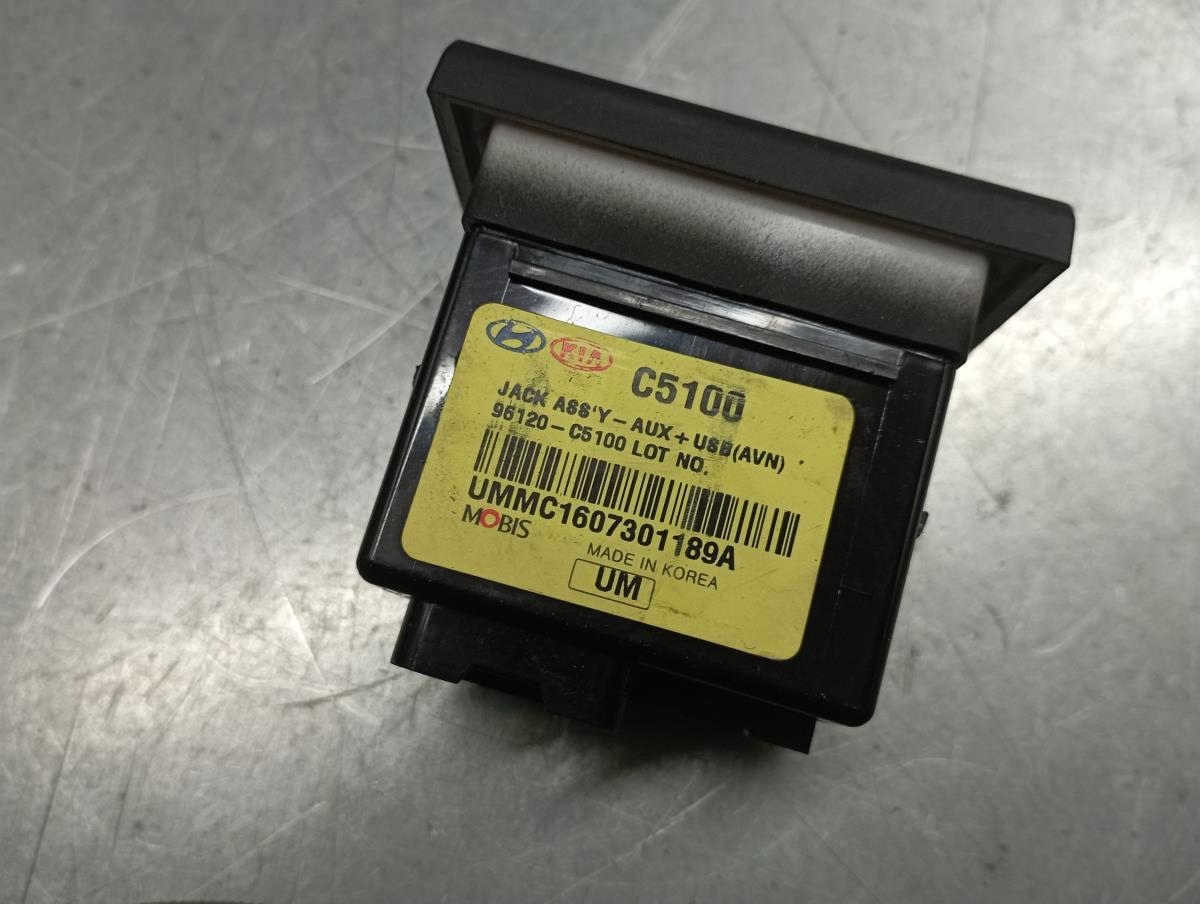 KIA C5100
JACK ASS'Y-AUX+USB(AVN)
96120-C5100 LOT NO.
UMMC1607301189A
MOBIS
MADE IN KOREA
UM